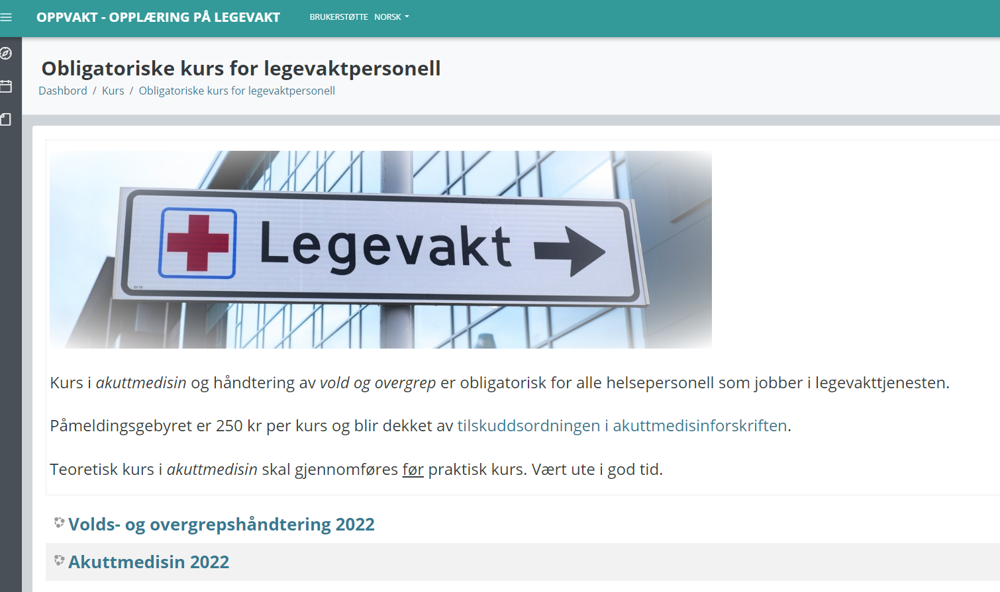 OPPVAKT - OPPLÆRING PÅ LEGEVAKT
BRUKERSTØTTE NORSK
Obligatoriske kurs for legevaktpersonell
Dashbord / Kurs / Obligatoriske kurs for legevaktpersonell
Legevakt
Kurs i akuttmedisin og håndtering av vold og overgrep er obligatorisk for alle helsepersonell som jobber i legevakttjenesten.
Påmeldingsgebyret er 250 kr per kurs og blir dekket av tilskuddsordningen i akuttmedisinforskriften.
Teoretisk kurs i akuttmedisin skal gjennomføres før praktisk kurs. Vært ute i god tid.
Volds- og overgrepshåndtering 2022
Akuttmedisin 2022